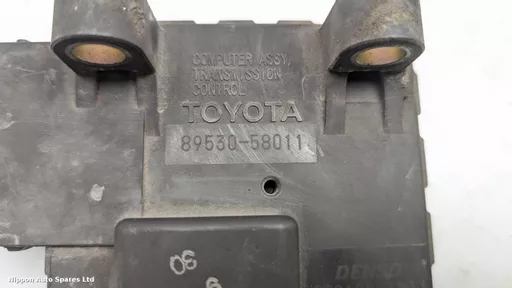 COMPUTER ASSY,
TRANSMISSION
CONTROL
TOYOTA
89530-58011
DENSO
Nippon Auto Spares Ltd